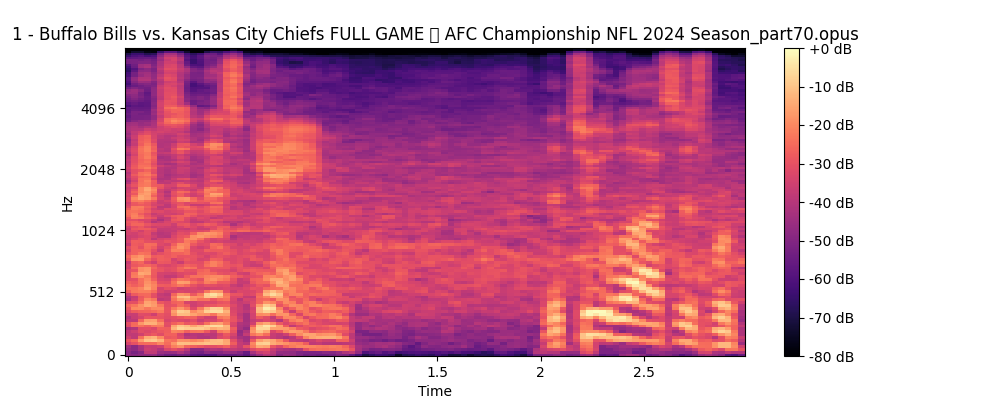 1 - Buffalo Bills vs. Kansas City Chiefs FULL GAME ▯ AFC Championship NFL 2024 Season_part70.opus
+0 dB
-10 dB
-20 dB
-30 dB
-40 dB
-50 dB
-60 dB
-70 dB
-80 dB
4096
2048
1024
512
0
Hz
0 0.5 1 1.5 2 2.5
Time